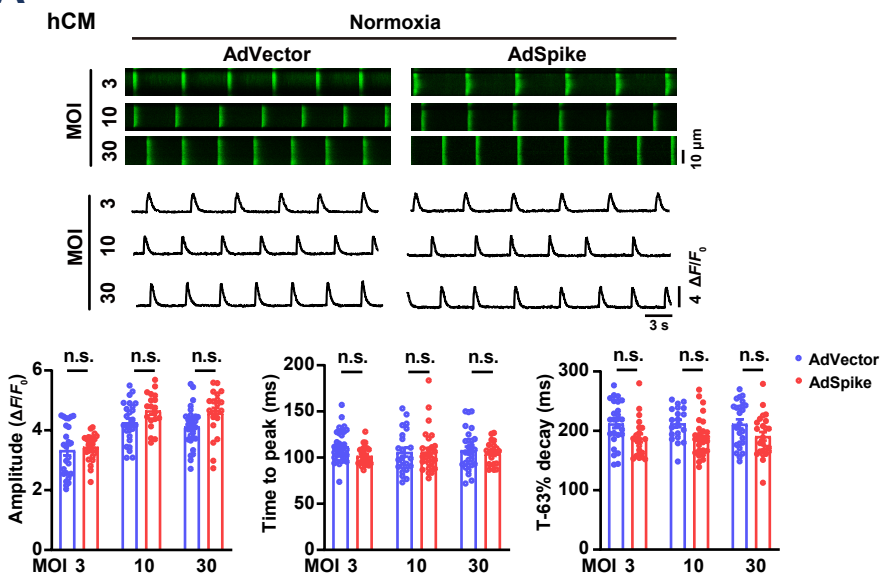 hCM
Normoxia
AdVector AdSpike
MOI
3
10
30
10 μm
MOI
3
10
30
4 ΔF/F₀
3 s
Amplitude (ΔF/F₀)
6
4
2
0
n.s. n.s. n.s.
MOI 3 10 30
Time to peak (ms)
200
150
100
50
0
n.s. n.s. n.s.
MOI 3 10 30
T-63% decay (ms)
300
200
100
0
n.s. n.s. n.s.
MOI 3 10 30
AdVector
AdSpike